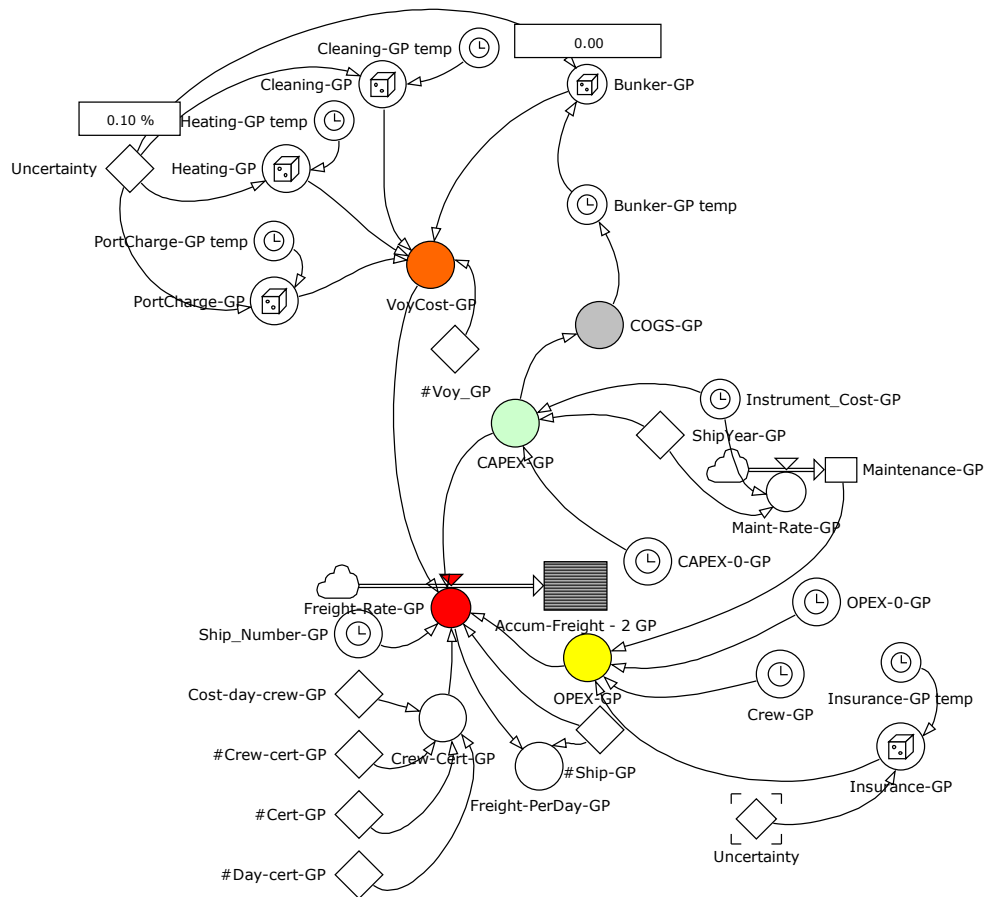 Cleaning-GP temp
0.00
Cleaning-GP
Bunker-GP
0.10 %
Heating-GP temp
Uncertainty
Heating-GP
Bunker-GP temp
PortCharge-GP temp
PortCharge-GP
VoyCost-GP
COGS-GP
#Voy_GP
Instrument_Cost-GP
ShipYear-GP
CAPEX-GP
Maintenance-GP
Maint-Rate-GP
CAPEX-0-GP
Freight-Rate-GP
OPEX-0-GP
Accum-Freight - 2 GP
Ship_Number-GP
Cost-day-crew-GP
OPEX-GP
Insurance-GP temp
Crew-GP
#Crew-cert-GP
Crew-Cert-GP
#Ship-GP
Insurance-GP
Freight-PerDay-GP
#Cert-GP
Uncertainty
#Day-cert-GP